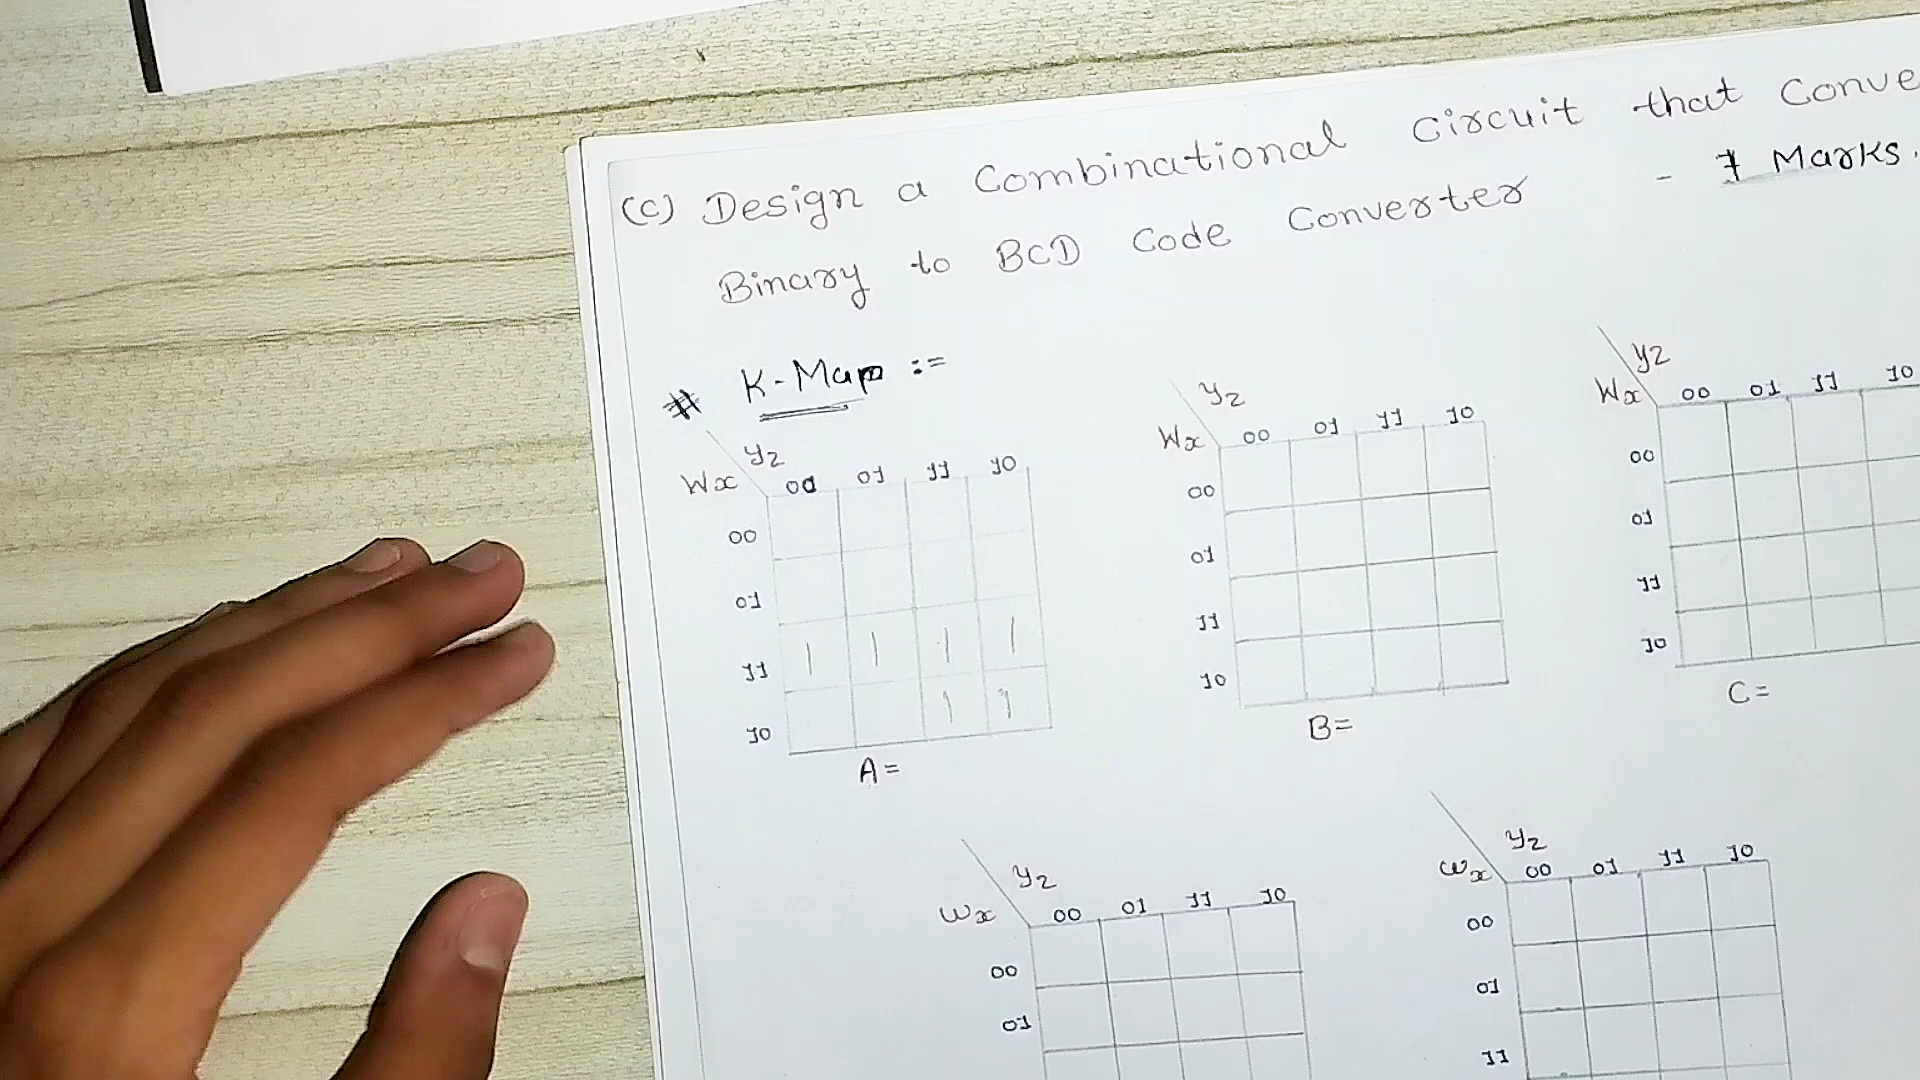 (c) Design a Combinational Circuit that Conve
Binary to BCD Code Converter - 7 Marks.
# K-Map :=
yz
Wx 00 01 11 10
00
01
11 1 1 1 1
10 1 1
A=
yz
Wx 00 01 11 10
00
01
11
10
B=
yz
Wx 00 01 11 10
00
01
11
10
C=
yz
Wx 00 01 11 10
00
01
yz
Wx 00 01 11 10
00
01
11